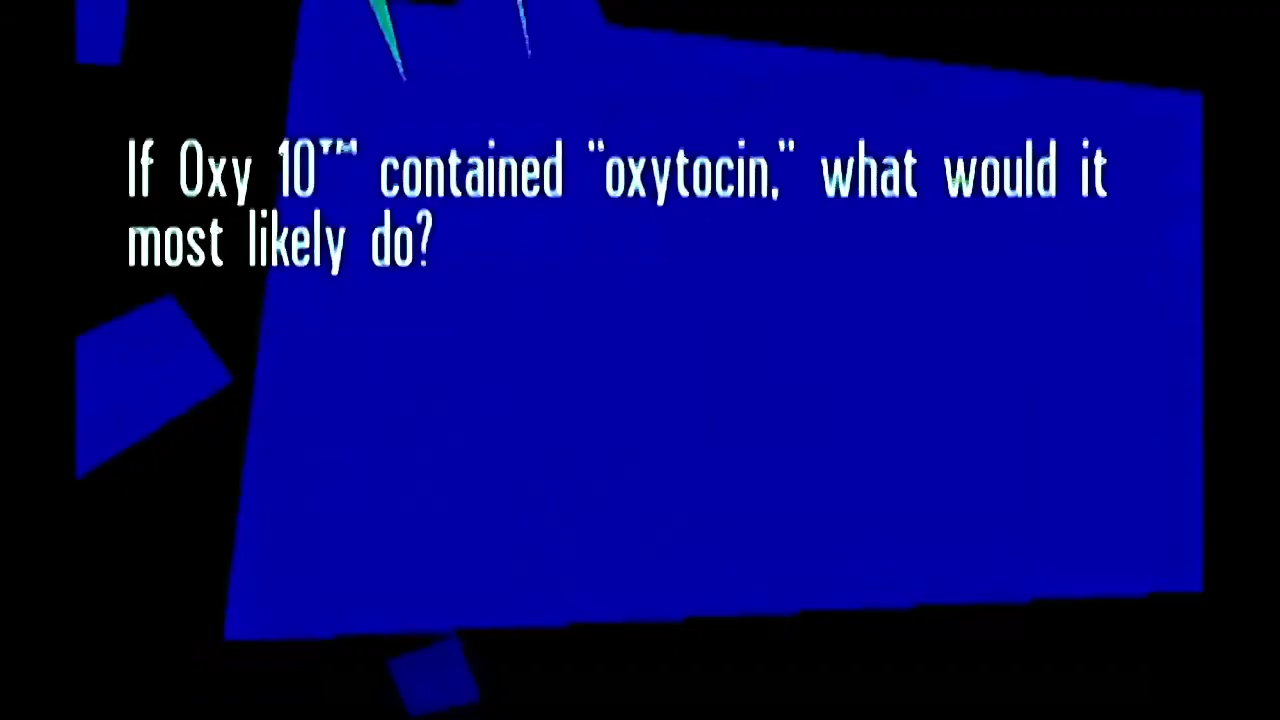 If Oxy 10™ contained "oxytocin," what would it
most likely do?